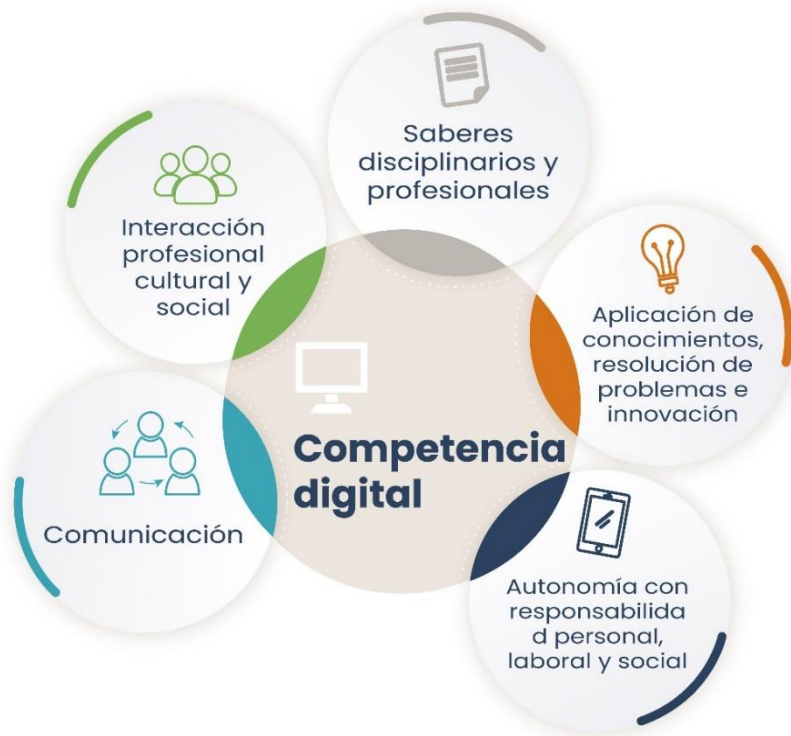 Saberes
disciplinarios y
profesionales
Interacción
profesional
cultural y
social
Aplicación de
conocimientos,
resolución de
problemas e
innovación
Competencia
digital
Comunicación
Autonomía con
responsabilida
d personal,
laboral y social